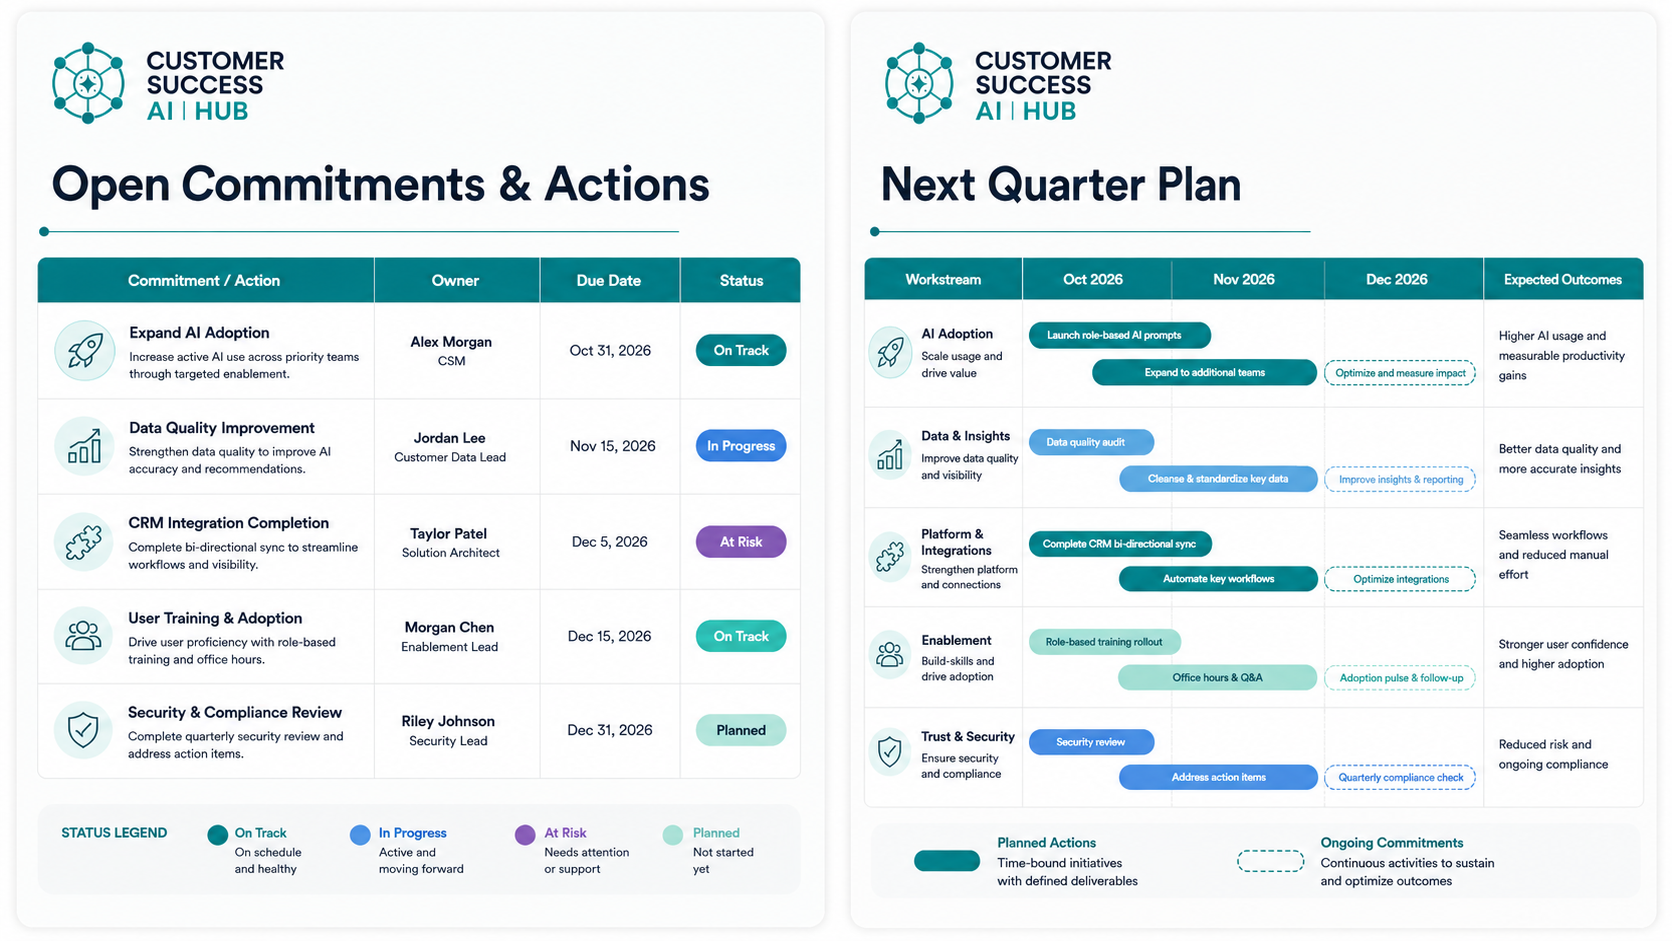 CUSTOMER
SUCCESS
AI | HUB
Open Commitments & Actions
Commitment / Action
Owner
Due Date
Status
Expand AI Adoption
Increase active AI use across priority teams
through targeted enablement.
Alex Morgan
CSM
Oct 31, 2026
On Track
Data Quality Improvement
Strengthen data quality to improve AI
accuracy and recommendations.
Jordan Lee
Customer Data Lead
Nov 15, 2026
In Progress
CRM Integration Completion
Complete bi-directional sync to streamline
workflows and visibility.
Taylor Patel
Solution Architect
Dec 5, 2026
At Risk
User Training & Adoption
Drive user proficiency with role-based
training and office hours.
Morgan Chen
Enablement Lead
Dec 15, 2026
On Track
Security & Compliance Review
Complete quarterly security review and
address action items.
Riley Johnson
Security Lead
Dec 31, 2026
Planned
STATUS LEGEND
On Track
On schedule
and healthy
In Progress
Active and
moving forward
At Risk
Needs attention
or support
Planned
Not started
yet
CUSTOMER
SUCCESS
AI | HUB
Next Quarter Plan
Workstream
Oct 2026
Nov 2026
Dec 2026
Expected Outcomes
AI Adoption
Scale usage and
drive value
Launch role-based AI prompts
Expand to additional teams
Optimize and measure impact
Higher AI usage and
measurable productivity
gains
Data & Insights
Improve data quality
and visibility
Data quality audit
Cleanse & standardize key data
Improve insights & reporting
Better data quality and
more accurate insights
Platform &
Integrations
Strengthen platform
and connections
Complete CRM bi-directional sync
Automate key workflows
Optimize integrations
Seamless workflows
and reduced manual
effort
Enablement
Build-skills and
drive adoption
Role-based training rollout
Office hours & Q&A
Adoption pulse & follow-up
Stronger user confidence
and higher adoption
Trust & Security
Ensure security
and compliance
Security review
Address action items
Quarterly compliance check
Reduced risk and
ongoing compliance
Planned Actions
Time-bound initiatives
with defined deliverables
Ongoing Commitments
Continuous activities to sustain
and optimize outcomes